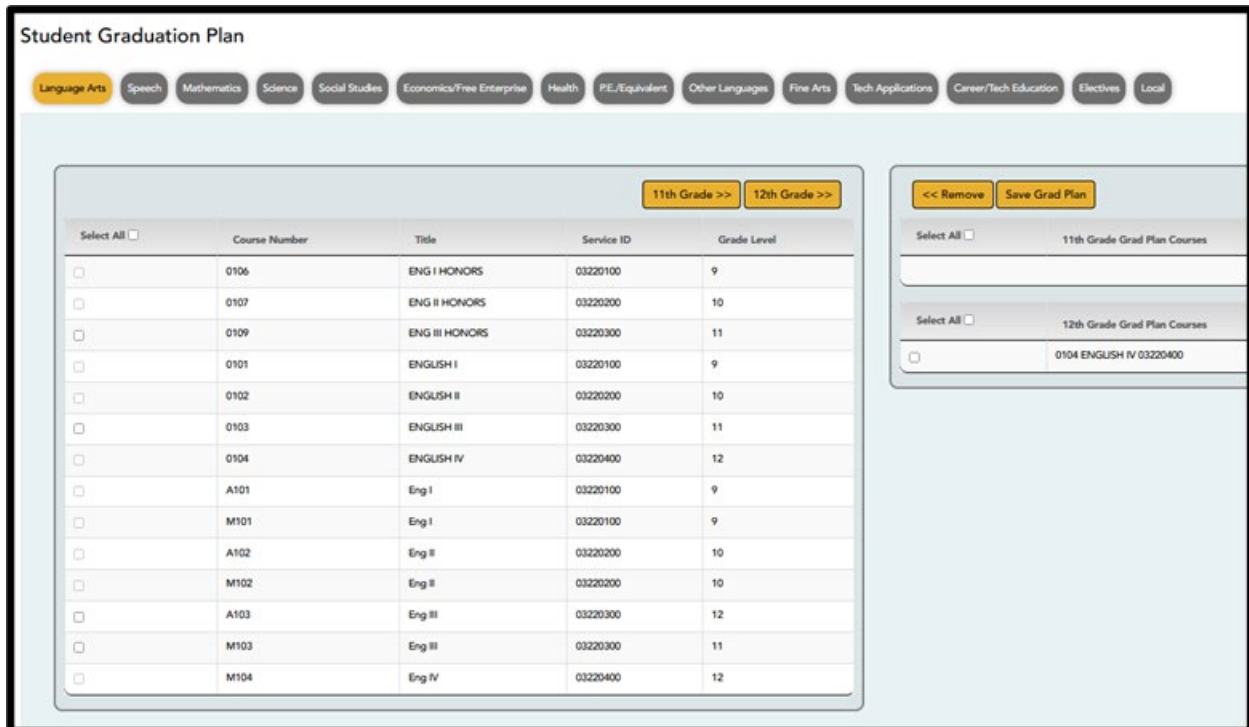 Student Graduation Plan
Language Arts Speech Mathematics Science Social Studies Economics/Free Enterprise Health P.E./Equivalent Other Languages Fine Arts Tech Applications Career/Tech Education Electives Local
11th Grade >> 12th Grade >>
Select All Course Number Title Service ID Grade Level
0106 ENG I HONORS 03220100 9
0107 ENG II HONORS 03220200 10
0109 ENG III HONORS 03220300 11
0101 ENGLISH I 03220100 9
0102 ENGLISH II 03220200 10
0103 ENGLISH III 03220300 11
0104 ENGLISH IV 03220400 12
A101 Eng I 03220100 9
M101 Eng I 03220100 9
A102 Eng II 03220200 10
M102 Eng II 03220200 10
A103 Eng III 03220300 12
M103 Eng III 03220300 11
M104 Eng IV 03220400 12
<< Remove Save Grad Plan
Select All 11th Grade Grad Plan Courses
Select All 12th Grade Grad Plan Courses
0104 ENGLISH IV 03220400